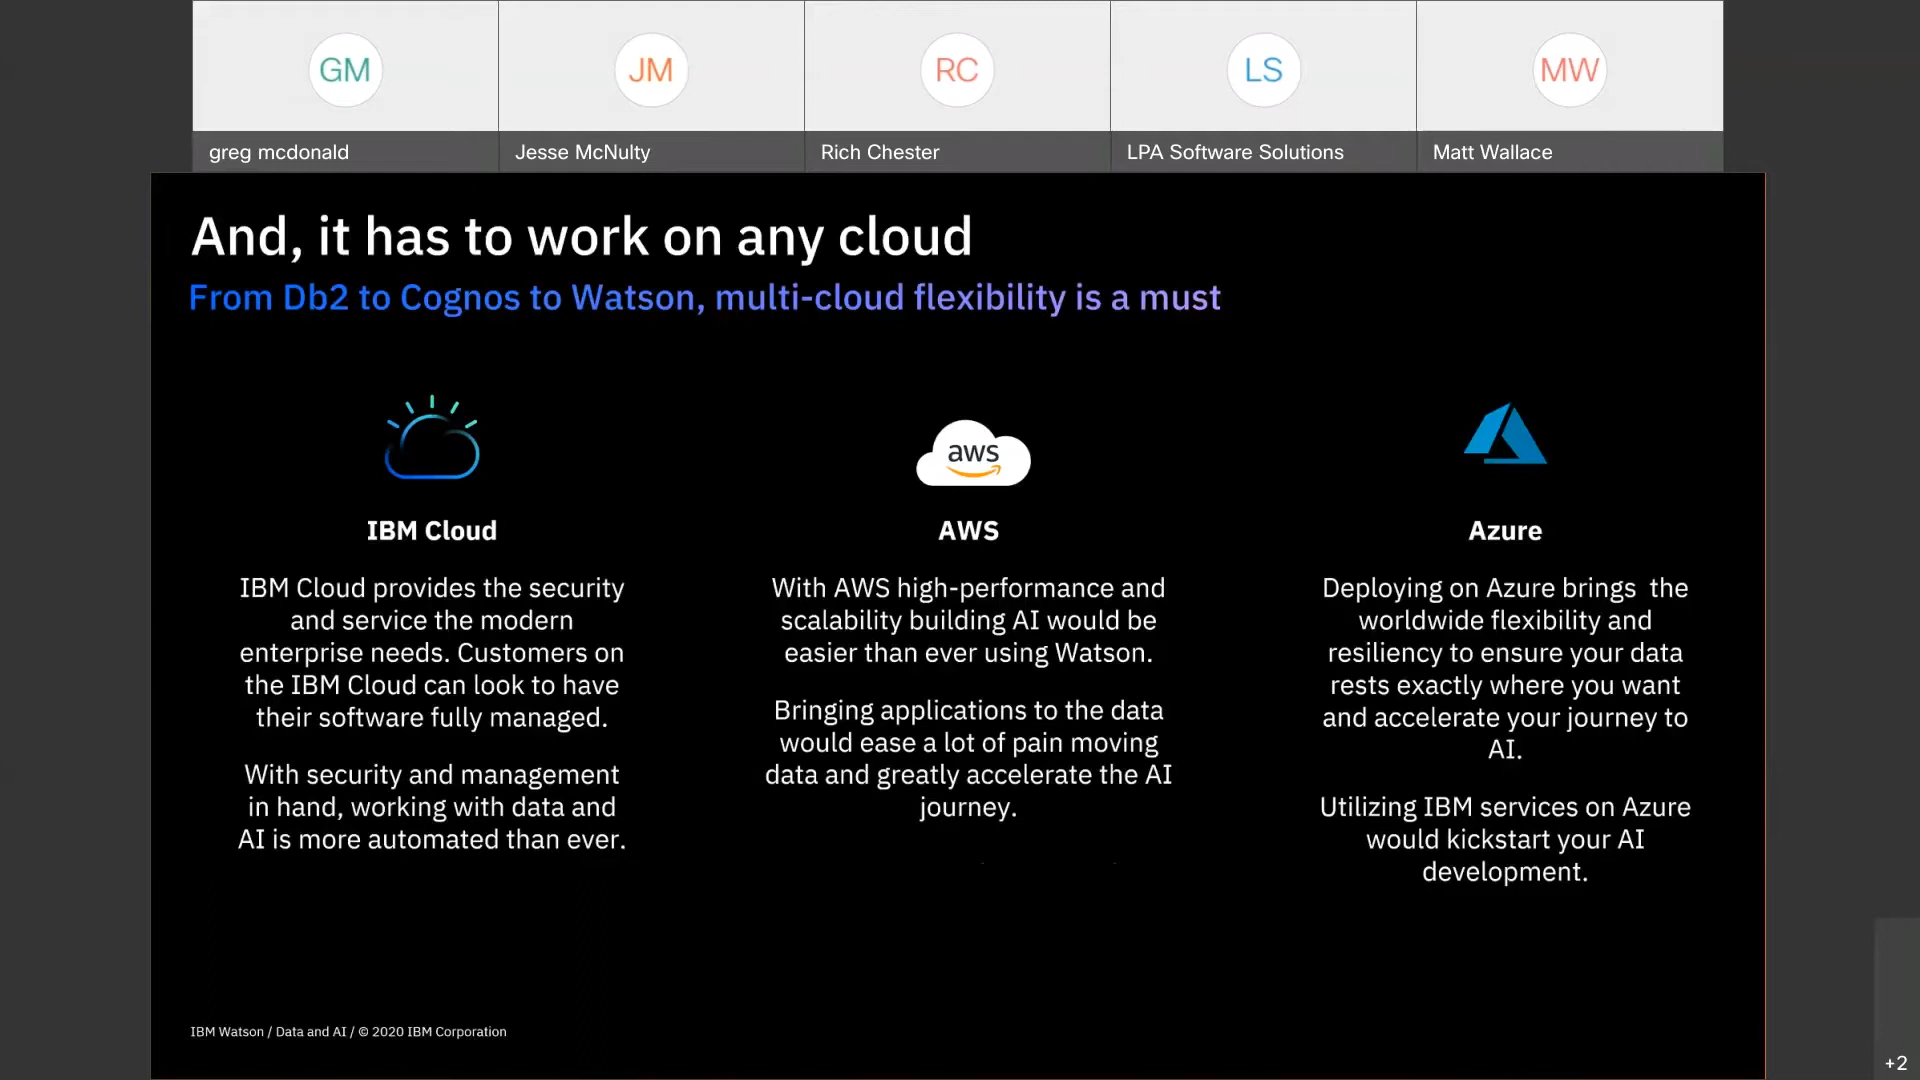 GM
JM
RC
LS
MW
greg mcdonald
Jesse McNulty
Rich Chester
LPA Software Solutions
Matt Wallace
And, it has to work on any cloud
From Db2 to Cognos to Watson, multi-cloud flexibility is a must
aws
IBM Cloud
IBM Cloud provides the security
and service the modern
enterprise needs. Customers on
the IBM Cloud can look to have
their software fully managed.
With security and management
in hand, working with data and
AI is more automated than ever.
AWS
With AWS high-performance and
scalability building AI would be
easier than ever using Watson.
Bringing applications to the data
would ease a lot of pain moving
data and greatly accelerate the AI
journey.
Azure
Deploying on Azure brings  the
worldwide flexibility and
resiliency to ensure your data
rests exactly where you want
and accelerate your journey to
AI.
Utilizing IBM services on Azure
would kickstart your AI
development.
IBM Watson / Data and AI / © 2020 IBM Corporation
+2